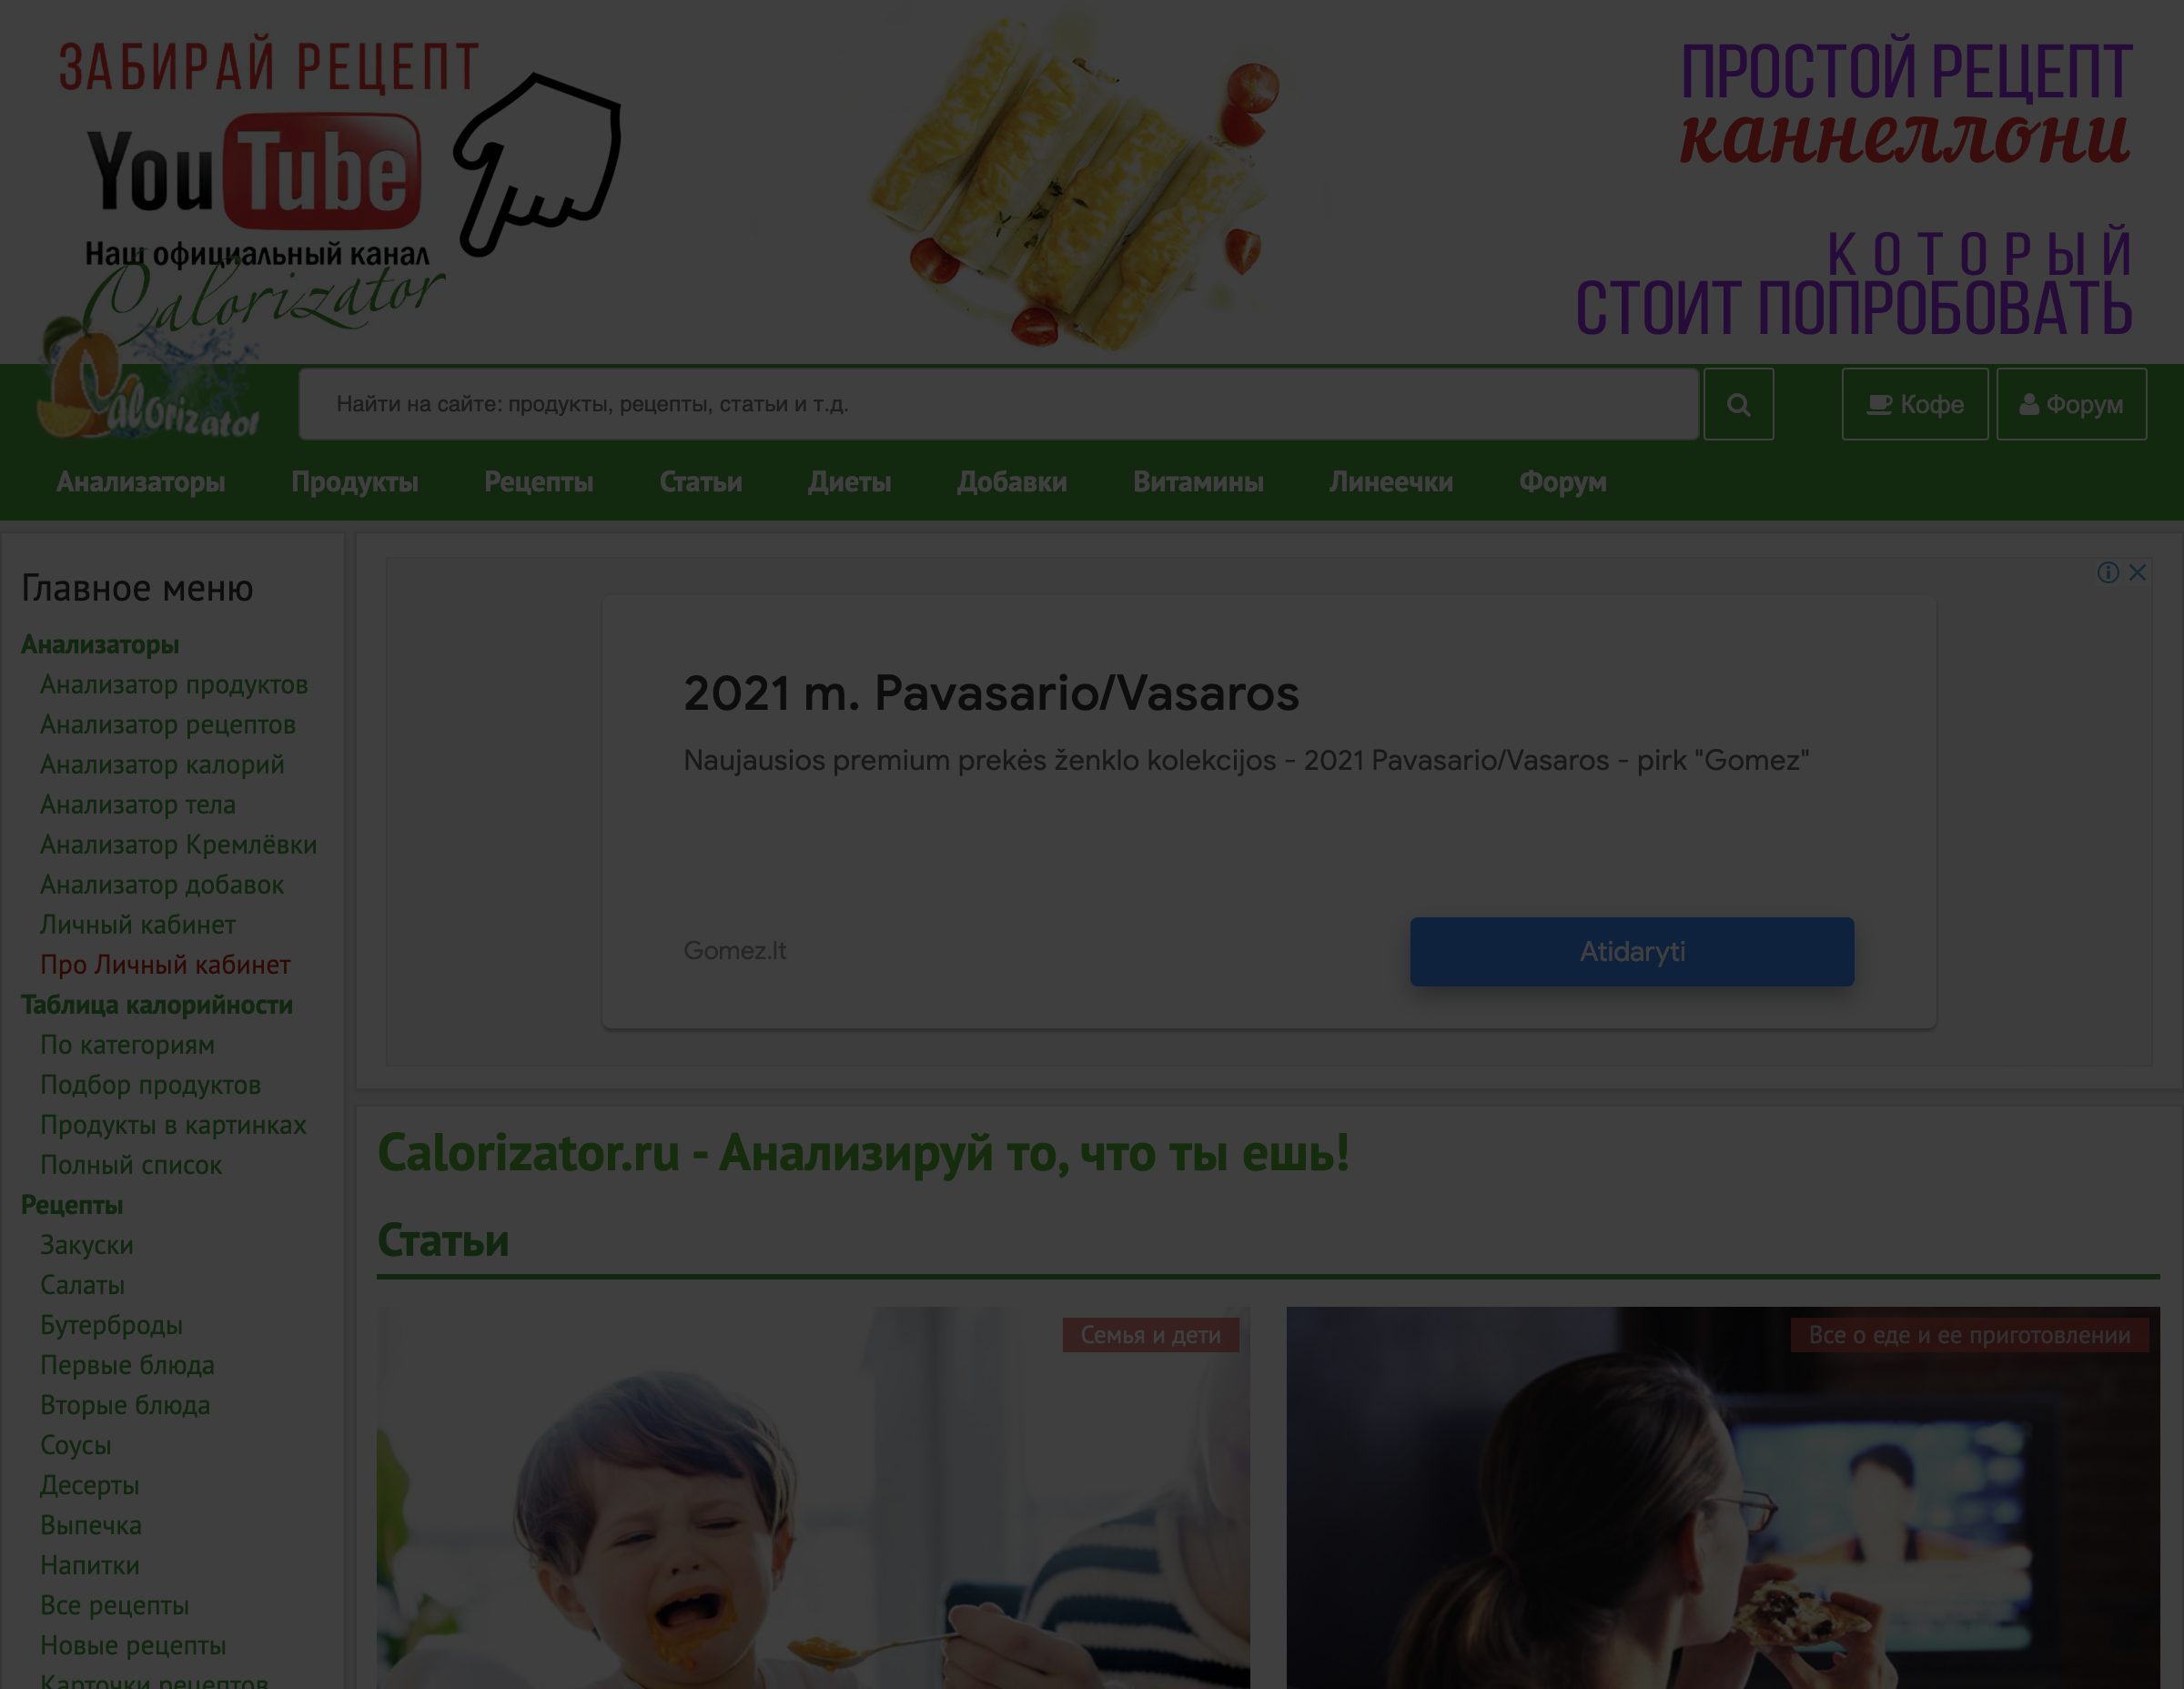 ЗАБИРАЙ РЕЦЕПТ
YouTube
Наш официальный канал
Calorizator
ПРОСТОЙ РЕЦЕПТ
каннеллони
КОТОРЫЙ
СТОИТ ПОПРОБОВАТЬ
Calorizator
Найти на сайте: продукты, рецепты, статьи и т.д.
Кофе
Форум
Анализаторы Продукты Рецепты Статьи Диеты Добавки Витамины Линеечки Форум
Главное меню
Анализаторы
Анализатор продуктов
Анализатор рецептов
Анализатор калорий
Анализатор тела
Анализатор Кремлёвки
Анализатор добавок
Личный кабинет
Про Личный кабинет
Таблица калорийности
По категориям
Подбор продуктов
Продукты в картинках
Полный список
Рецепты
Закуски
Салаты
Бутерброды
Первые блюда
Вторые блюда
Соусы
Десерты
Выпечка
Напитки
Все рецепты
Новые рецепты
Карточки рецептов
2021 m. Pavasario/Vasaros
Naujausios premium prekės ženklo kolekcijos - 2021 Pavasario/Vasaros - pirk "Gomez"
Gomez.lt
Atidaryti
Calorizator.ru - Анализируй то, что ты ешь!
Статьи
Семья и дети
Все о еде и ее приготовлении